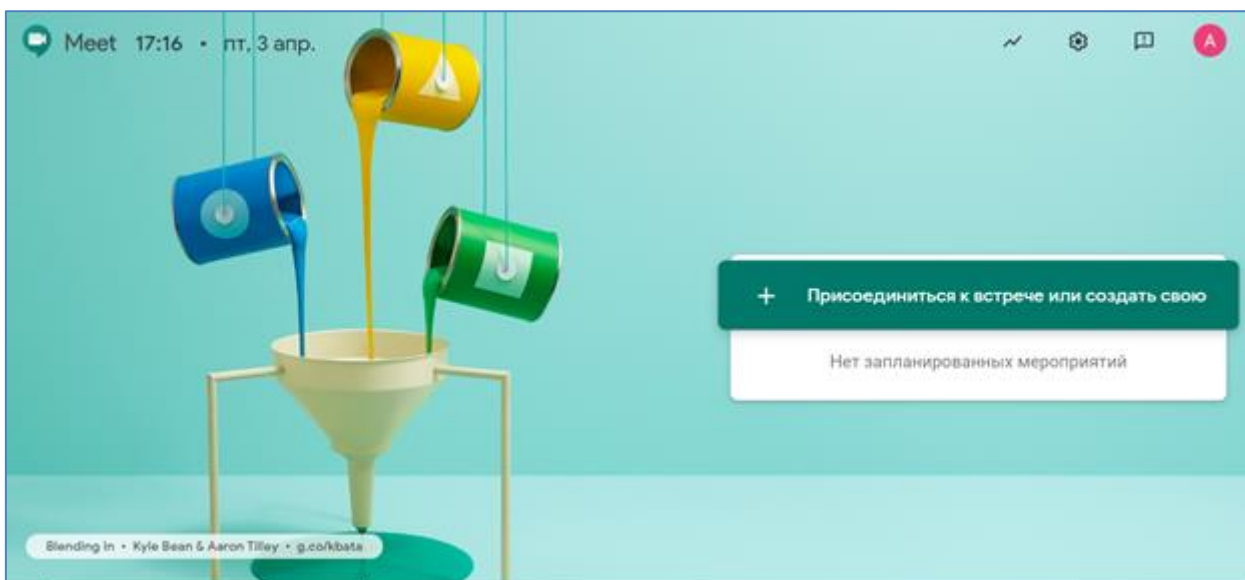 Meet 17:16 • пт, 3 апр.
A
+ Присоединиться к встрече или создать свою
Нет запланированных мероприятий
Blending In • Kyle Bean & Aaron Tilley • g.co/kbata